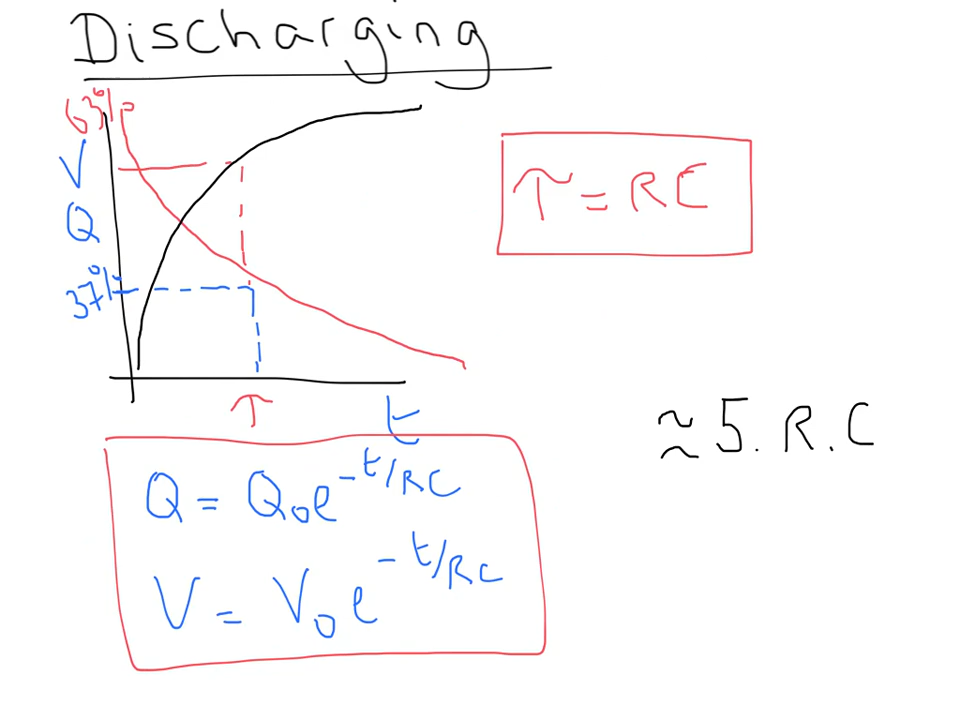 Discharging
63%
V
Q
37%
τ
t
τ = RC
≈ 5. R. C
Q = Q₀e^-t/RC
V = V₀e^-t/RC